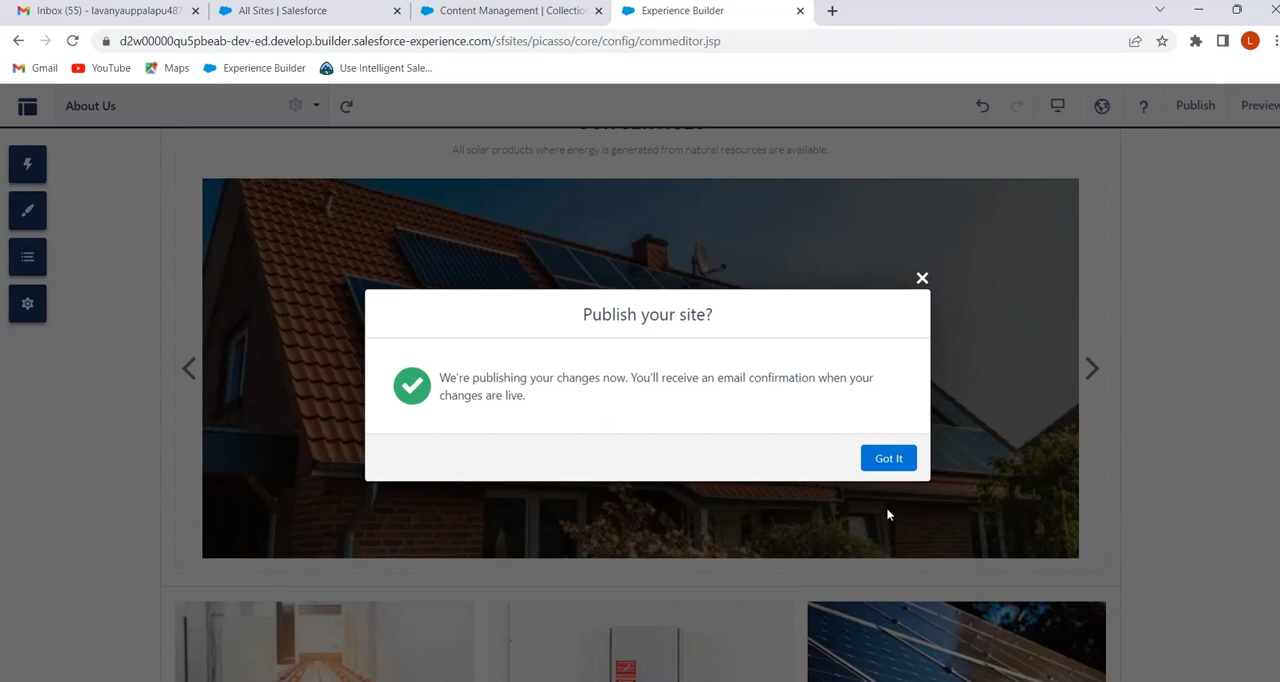 Inbox (55) - lavanyauppalapu487
All Sites | Salesforce
Content Management | Collectio
Experience Builder
d2w00000qu5pbeab-dev-ed.develop.builder.salesforce-experience.com/sfsites/picasso/core/config/commeditor.jsp
L
Gmail
YouTube
Maps
Experience Builder
Use Intelligent Sale...
About Us
?
Publish
Preview
OUR SERVICES
All solar products where energy is generated from natural resources are available.
Publish your site?
We're publishing your changes now. You'll receive an email confirmation when your
changes are live.
Got It